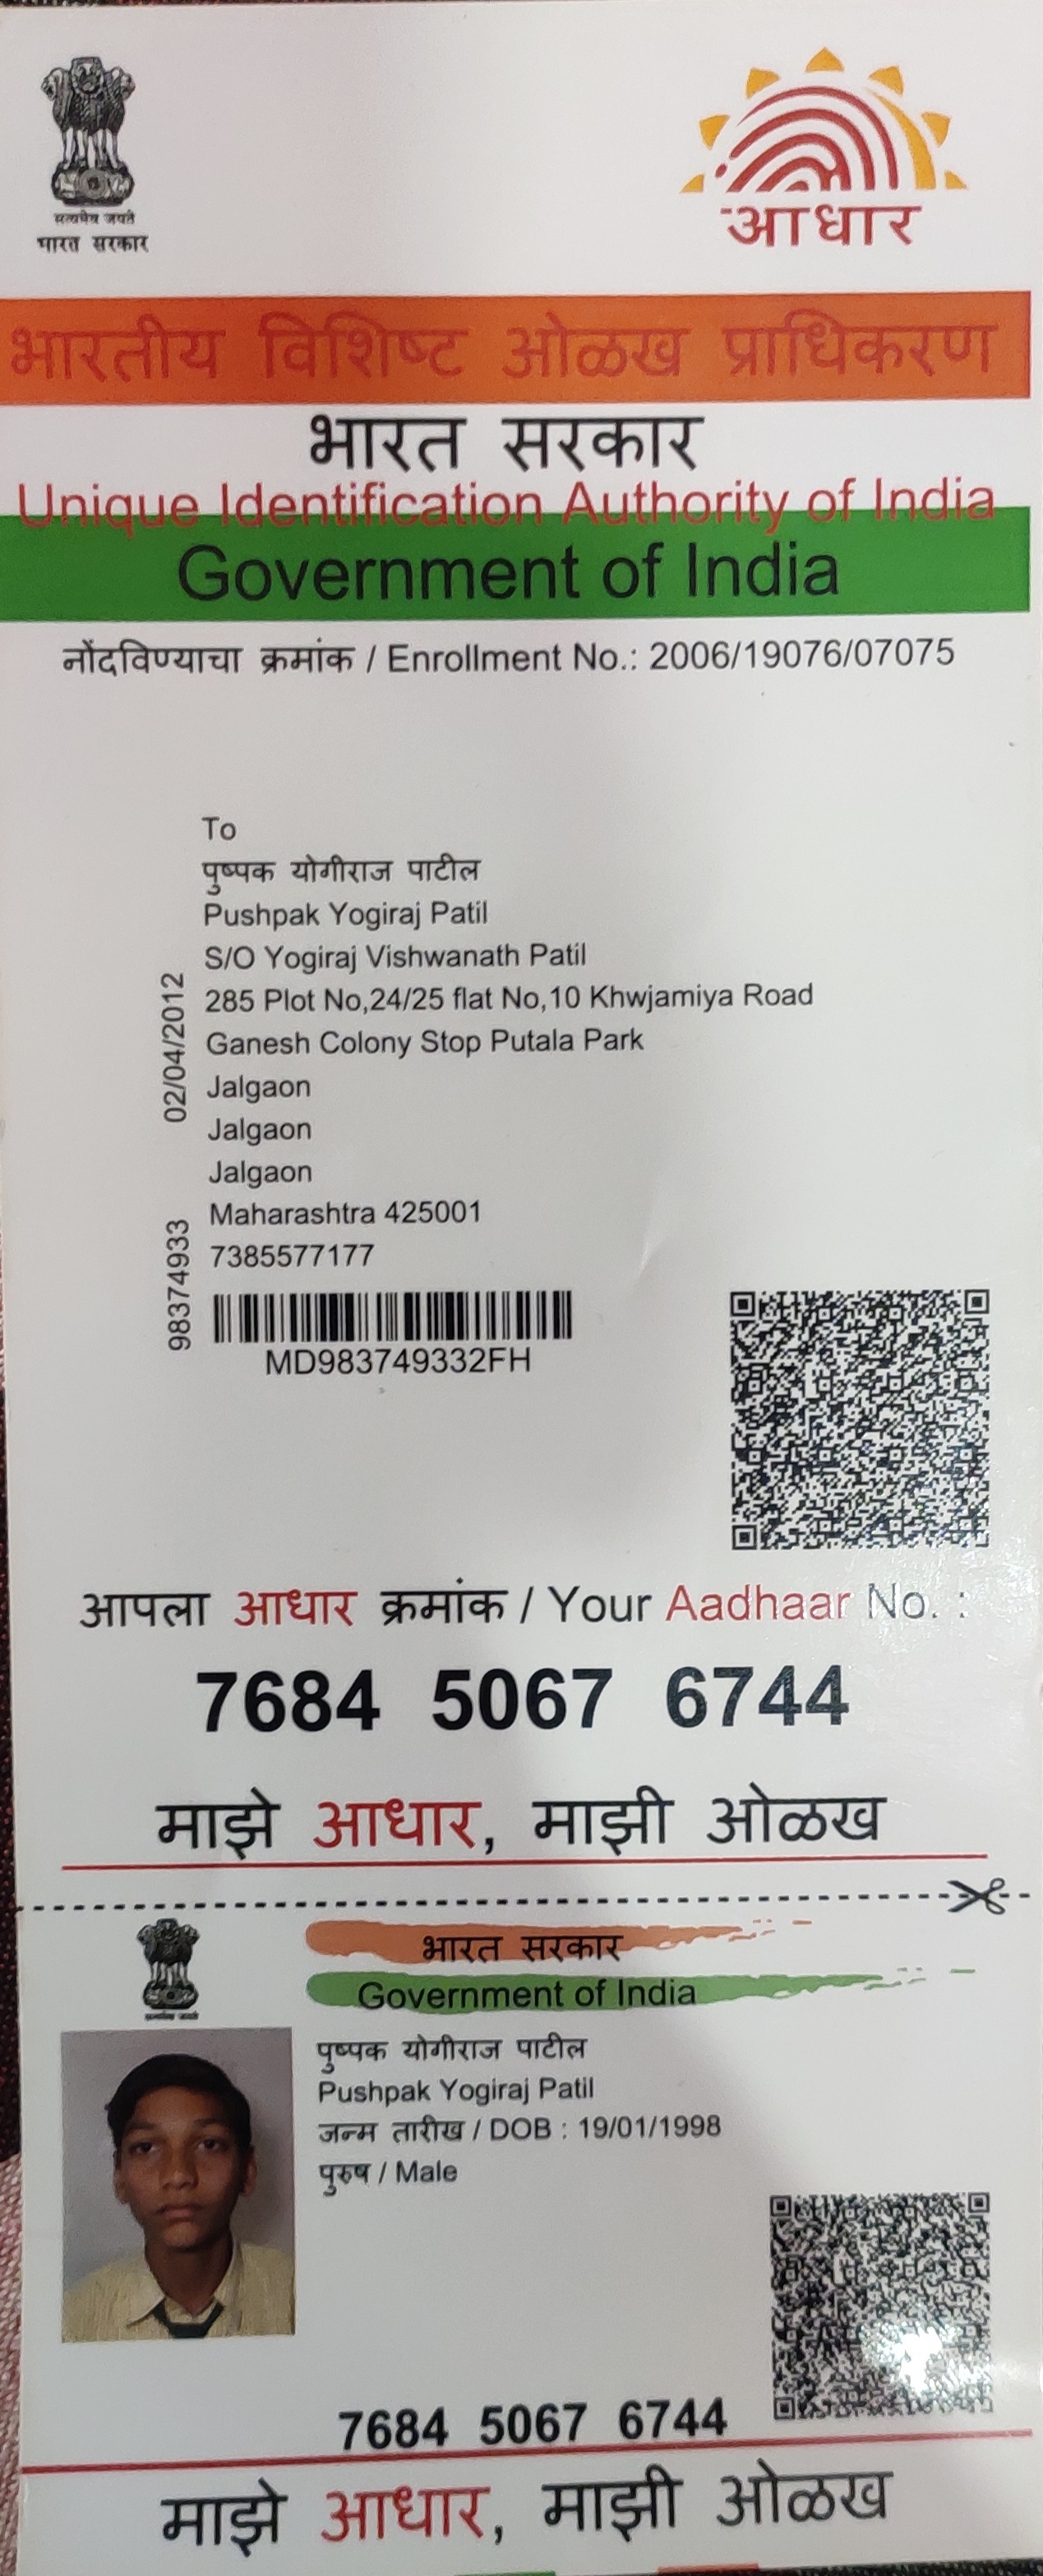 सत्यमेव जयते
भारत सरकार
आधार
भारतीय विशिष्ट ओळख प्राधिकरण
भारत सरकार
Unique Identification Authority of India
Government of India
नोंदविण्याचा क्रमांक / Enrollment No.: 2006/19076/07075
To
पुष्पक योगीराज पाटील
Pushpak Yogiraj Patil
S/O Yogiraj Vishwanath Patil
285 Plot No,24/25 flat No,10 Khwjamiya Road
Ganesh Colony Stop Putala Park
Jalgaon
Jalgaon
Jalgaon
Maharashtra 425001
7385577177
02/04/2012
98374933
MD983749332FH
आपला आधार क्रमांक / Your Aadhaar No. :
7684 5067 6744
माझे आधार, माझी ओळख
भारत सरकार
Government of India
पुष्पक योगीराज पाटील
Pushpak Yogiraj Patil
जन्म तारीख / DOB : 19/01/1998
पुरुष / Male
7684 5067 6744
माझे आधार, माझी ओळख